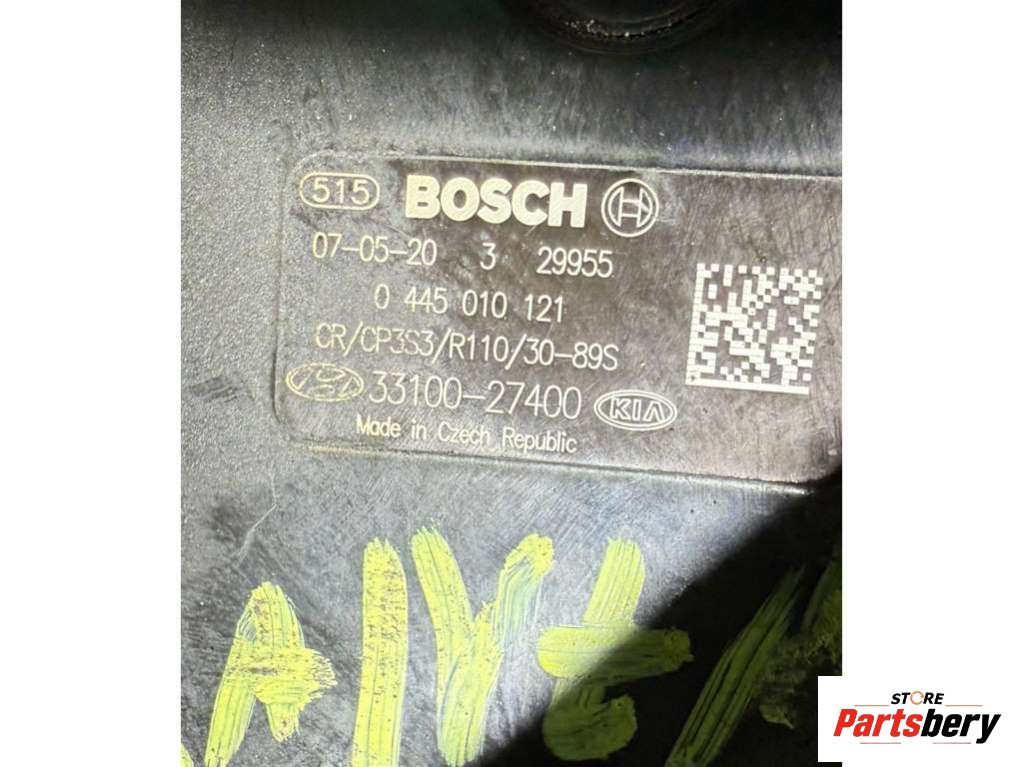 515 BOSCH
07-05-20 3 29955
0 445 010 121
CR/CP3S3/R110/30-89S
33100-27400 KIA
Made in Czech Republic
STORE
Partsbery